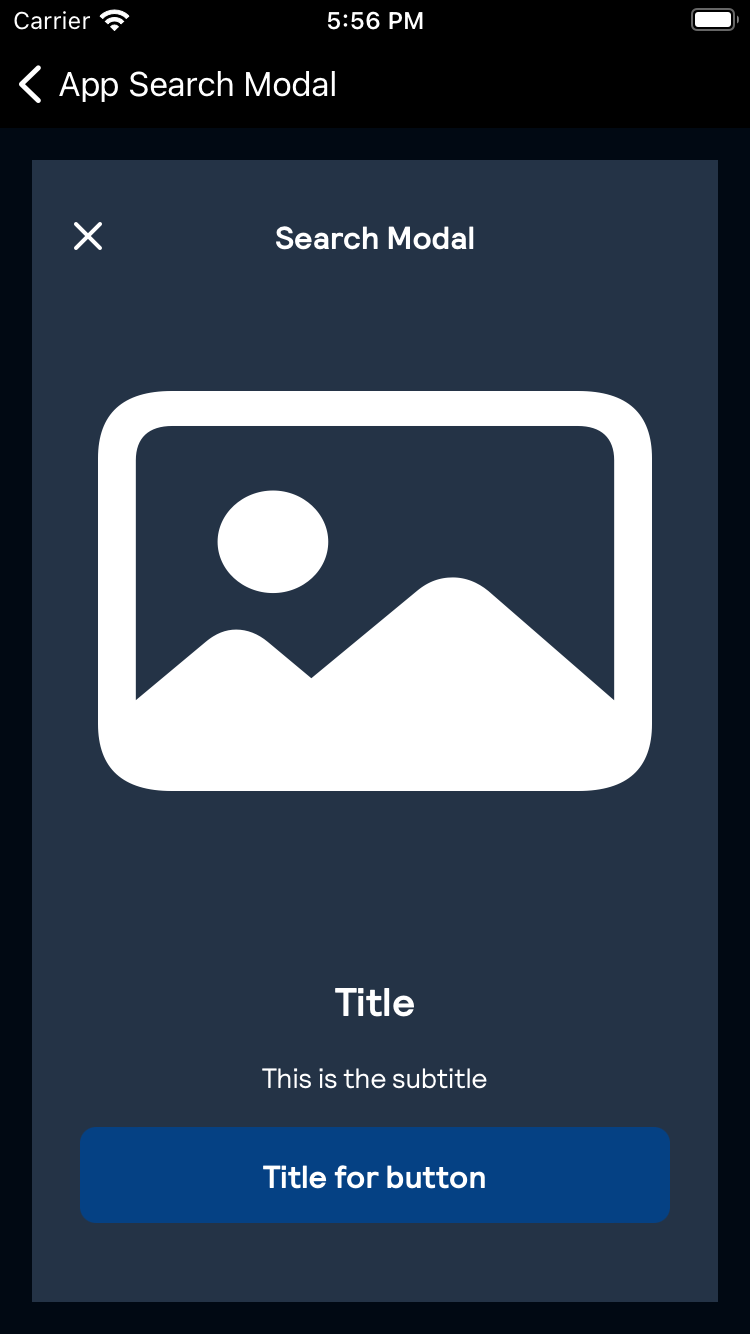 Carrier 5:56 PM
App Search Modal
Search Modal
Title
This is the subtitle
Title for button